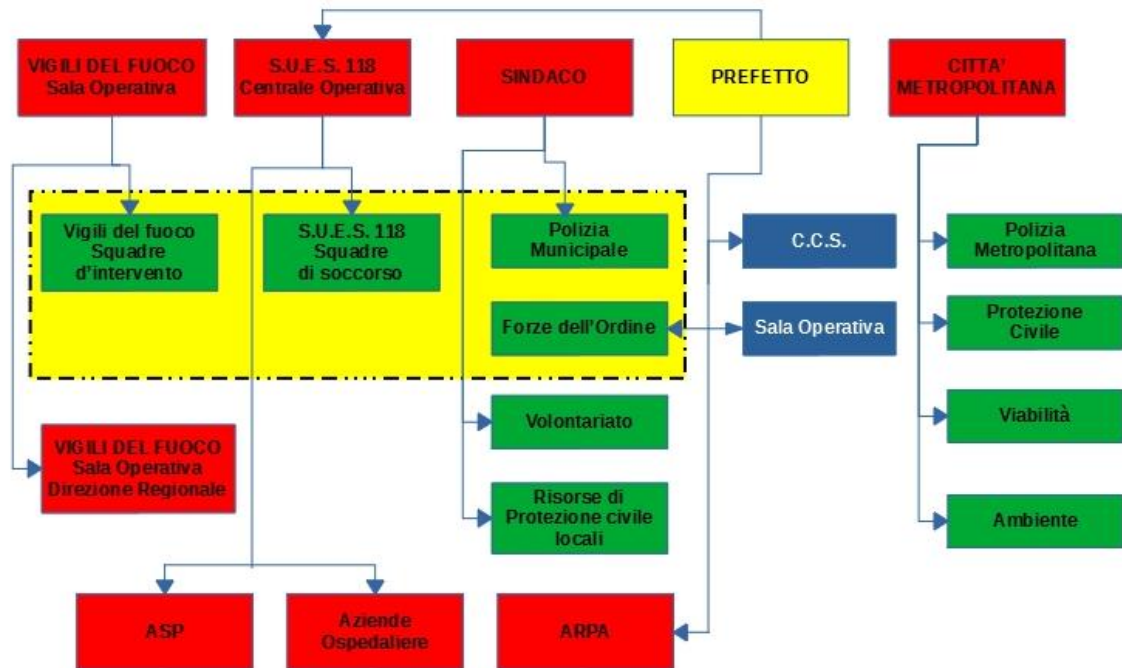 VIGILI DEL FUOCO
Sala Operativa
S.U.E.S. 118
Centrale Operativa
SINDACO
PREFETTO
CITTA'
METROPOLITANA
Vigili del fuoco
Squadre
d'intervento
S.U.E.S. 118
Squadre
di soccorso
Polizia
Municipale
C.C.S.
Polizia
Metropolitana
Forze dell'Ordine
Sala Operativa
Protezione
Civile
Volontariato
Viabilità
VIGILI DEL FUOCO
Sala Operativa
Direzione Regionale
Risorse di
Protezione civile
locali
Ambiente
ASP
Aziende
Ospedaliere
ARPA